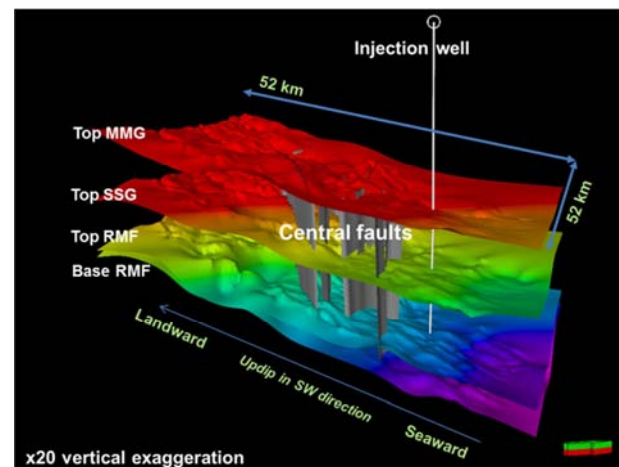 Injection well
52 km
Top MMG
Top SSG
52 km
Central faults
Top RMF
Base RMF
Landward
Updip in SW direction
Seaward
x20 vertical exaggeration